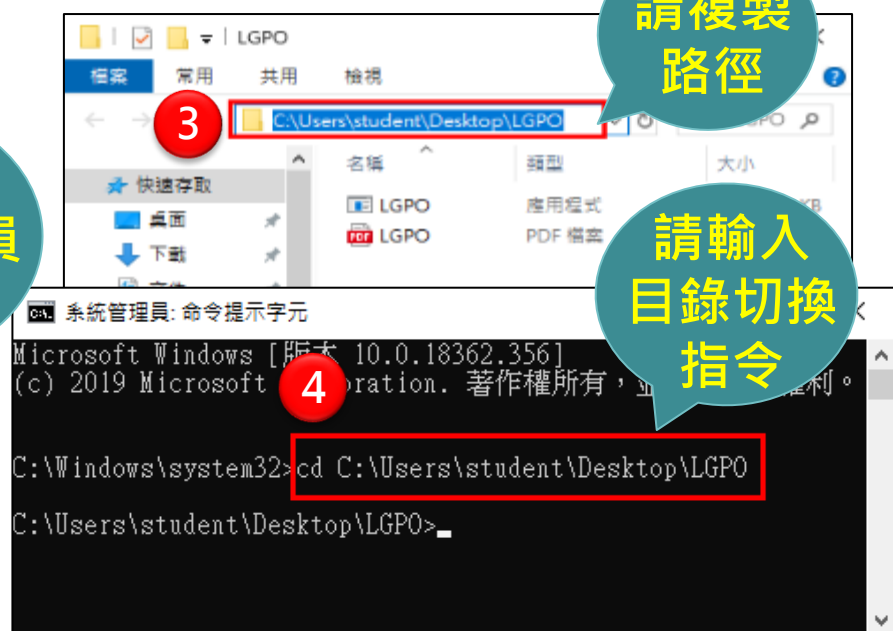 LGPO
請複製
路徑
檔案 常用 共用 檢視
3
C:\Users\student\Desktop\LGPO
名稱 類型 大小
快速存取
桌面
下載
LGPO 應用程式 KB
LGPO PDF 檔案
員
請輸入
目錄切換
指令
系統管理員: 命令提示字元
Microsoft Windows [版本 10.0.18362.356]
(c) 2019 Microsoft oration. 著作權所有,並 利。
4
C:\Windows\system32>cd C:\Users\student\Desktop\LGPO
C:\Users\student\Desktop\LGPO>